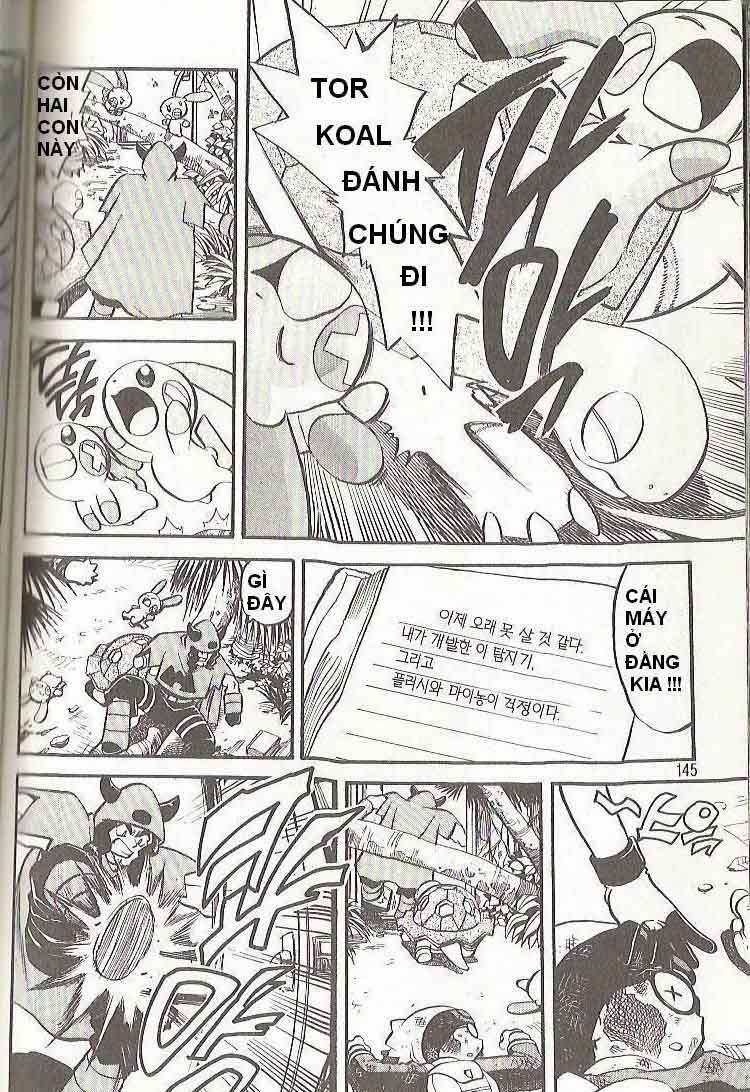 TOR
KOAL
ĐÁNH
CHÚNG
ĐI
!!!
CÒN
HAI
CON
NÀY
CÁI
MÁY
Ở
ĐẰNG
KIA !!!
이제 오래 못 살 것 같다.
내가 개발한 이 탐지기,
그리고
플러시와 마이농이 걱정이다.
GÌ
ĐÂY
145